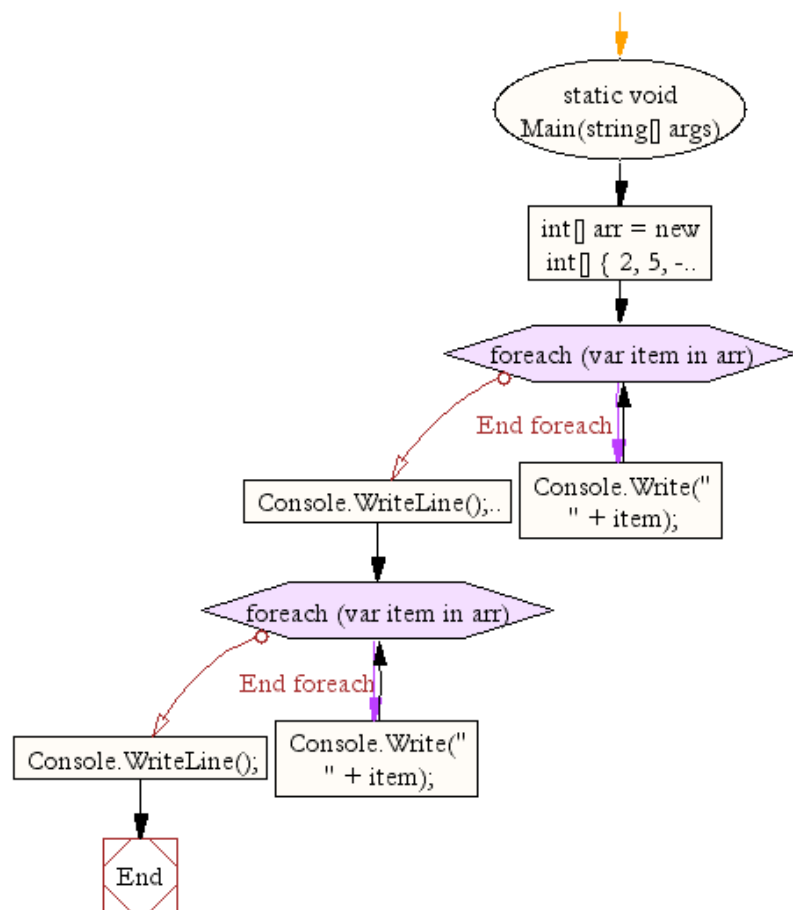 static void
Main(string[] args)
int[] arr = new
int[] { 2, 5, -..
foreach (var item in arr)
End foreach
Console.Write("
" + item);
Console.WriteLine();..
foreach (var item in arr)
End foreach
Console.Write("
" + item);
Console.WriteLine();
End